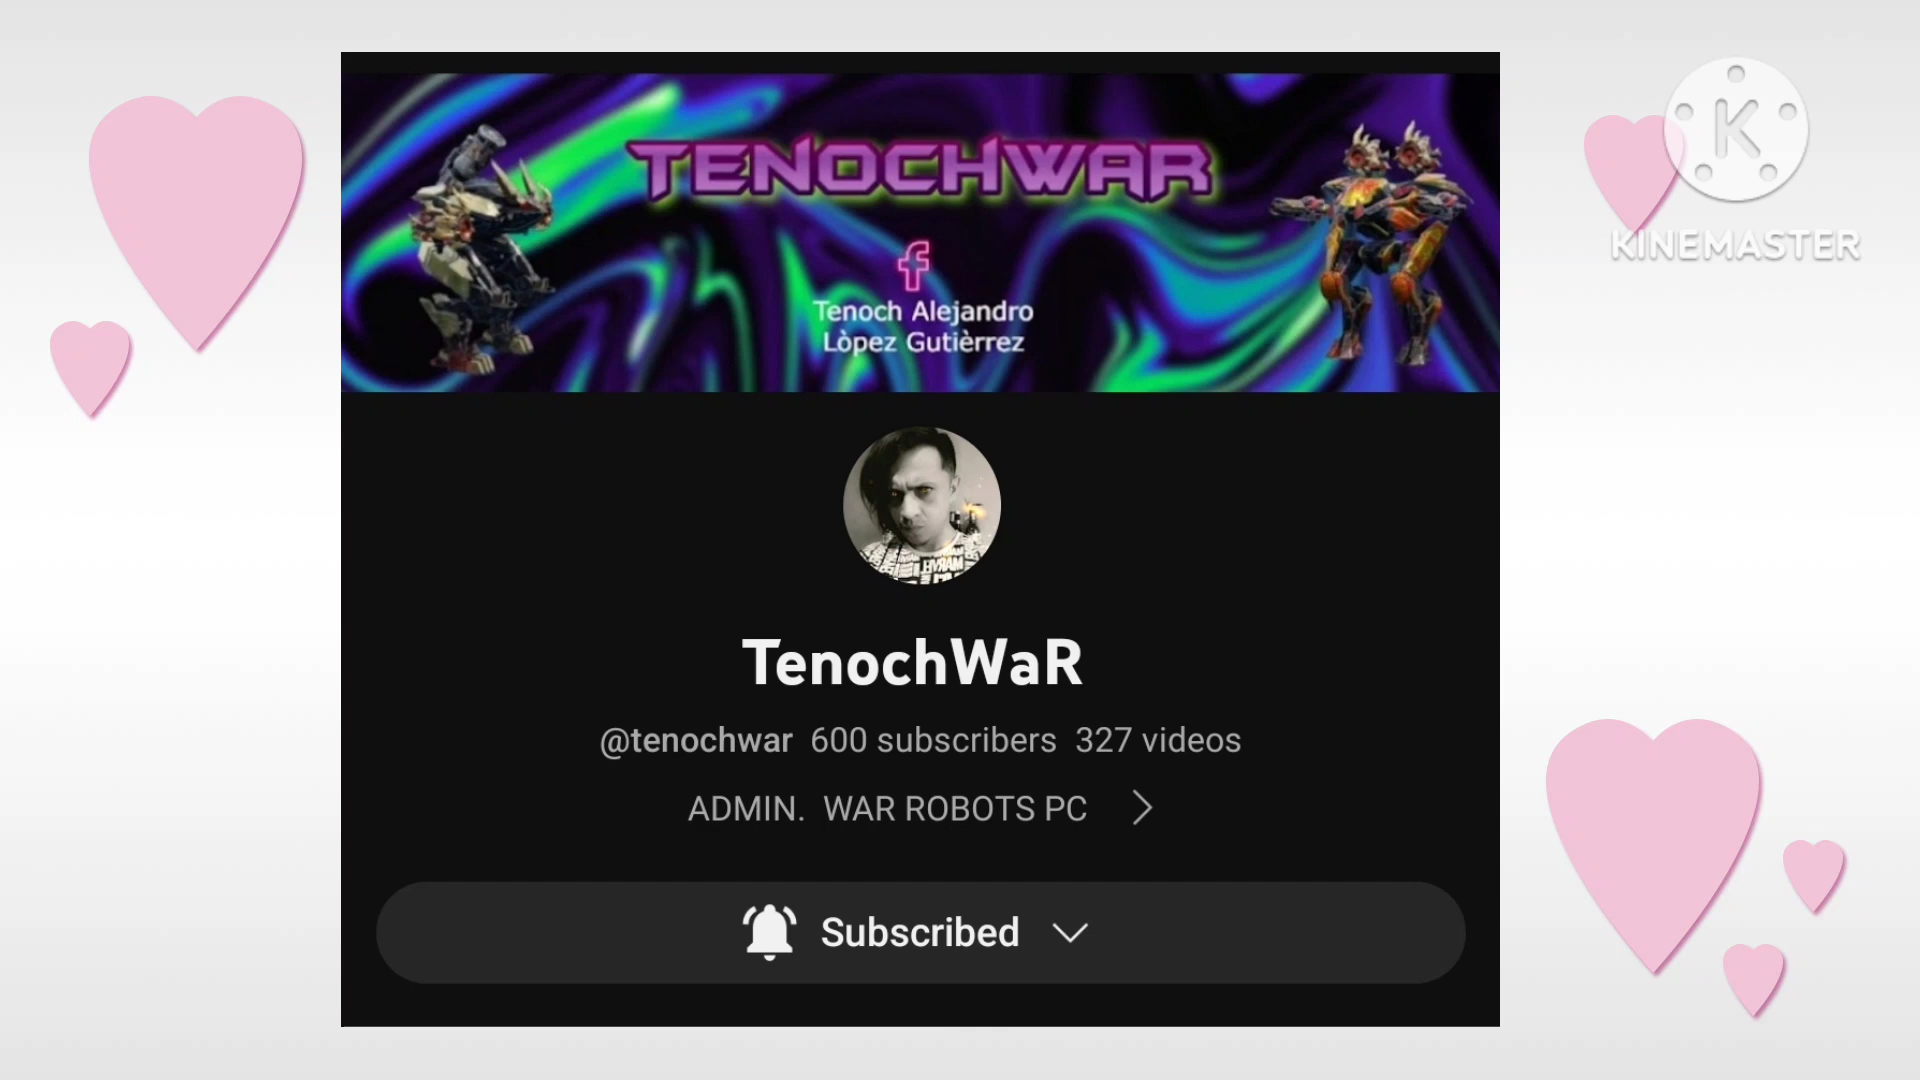 TENOCHWAR
f
Tenoch Alejandro
Lòpez Gutièrrez
K
KINEMASTER
TenochWaR
@tenochwar 600 subscribers 327 videos
ADMIN. WAR ROBOTS PC
Subscribed